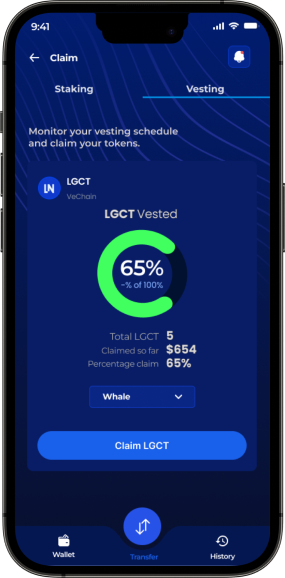 9:41
Claim
Staking
Vesting
Monitor your vesting schedule
and claim your tokens.
LGCT
VeChain
LGCT Vested
65%
~% of 100%
Total LGCT 5
Claimed so far $654
Percentage claim 65%
Whale
Claim LGCT
Wallet
Transfer
History